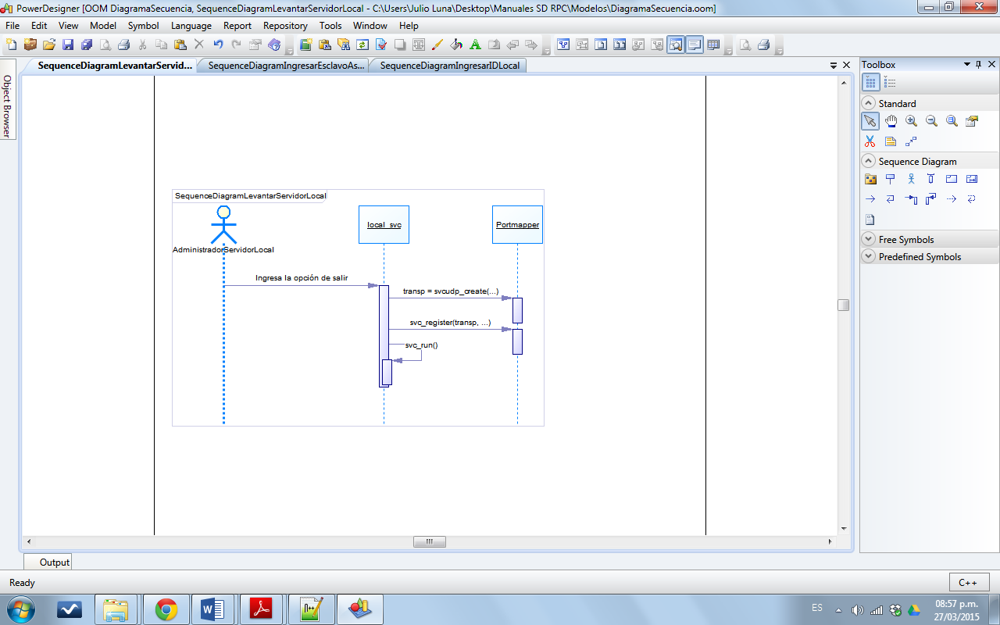 PowerDesigner [OOM DiagramaSecuencia, SequenceDiagramLevantarServidorLocal - C:\Users\Julio Luna\Desktop\Manuales SD RPC\Modelos\DiagramaSecuencia.oom]
File Edit View Model Symbol Language Report Repository Tools Window Help
SequenceDiagramLevantarServid... SequenceDiagramIngresarEsclavoAs... SequenceDiagramIngresarIDLocal
Toolbox
Object Browser
Standard
Sequence Diagram
Free Symbols
Predefined Symbols
SequenceDiagramLevantarServidorLocal
local_svc
Portmapper
AdministradorServidorLocal
Ingresa la opción de salir
transp = svcudp_create(...)
svc_register(transp, ...)
svc_run()
Output
Ready
C++
ES
08:57 p.m.
27/03/2015